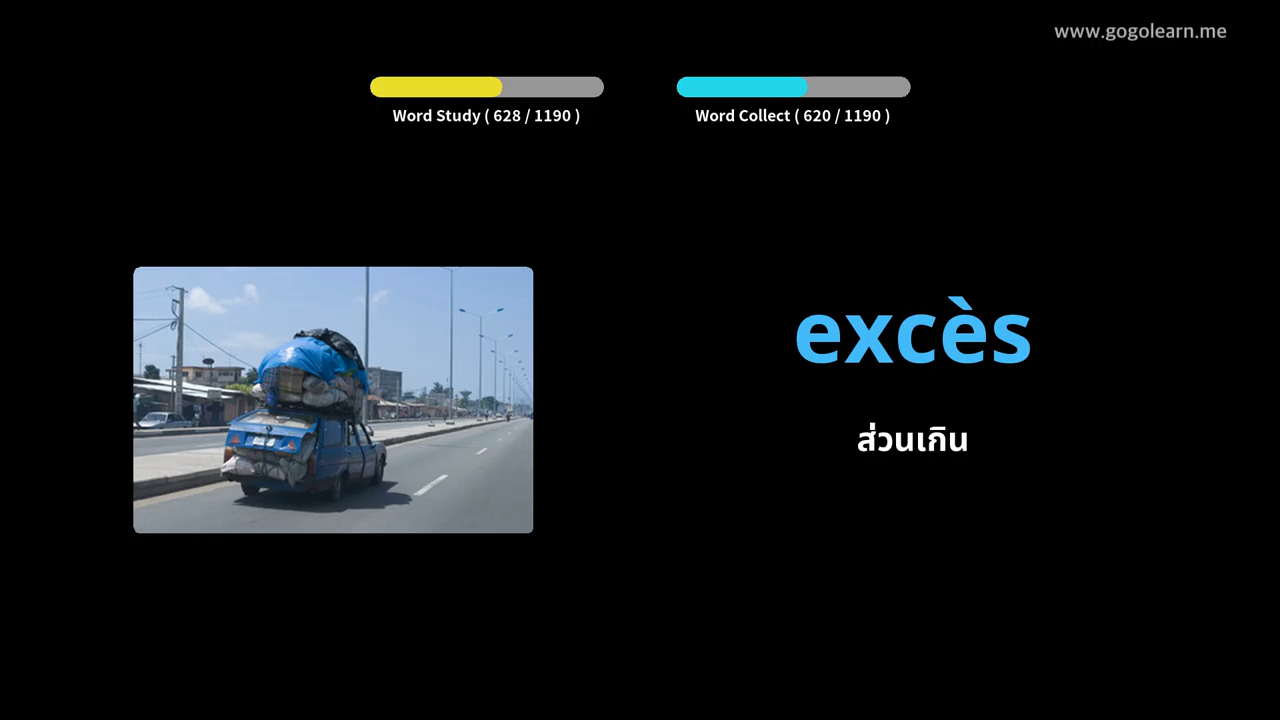 www.gogolearn.me
Word Study ( 628 / 1190 )
Word Collect ( 620 / 1190 )
excès
ส่วนเกิน